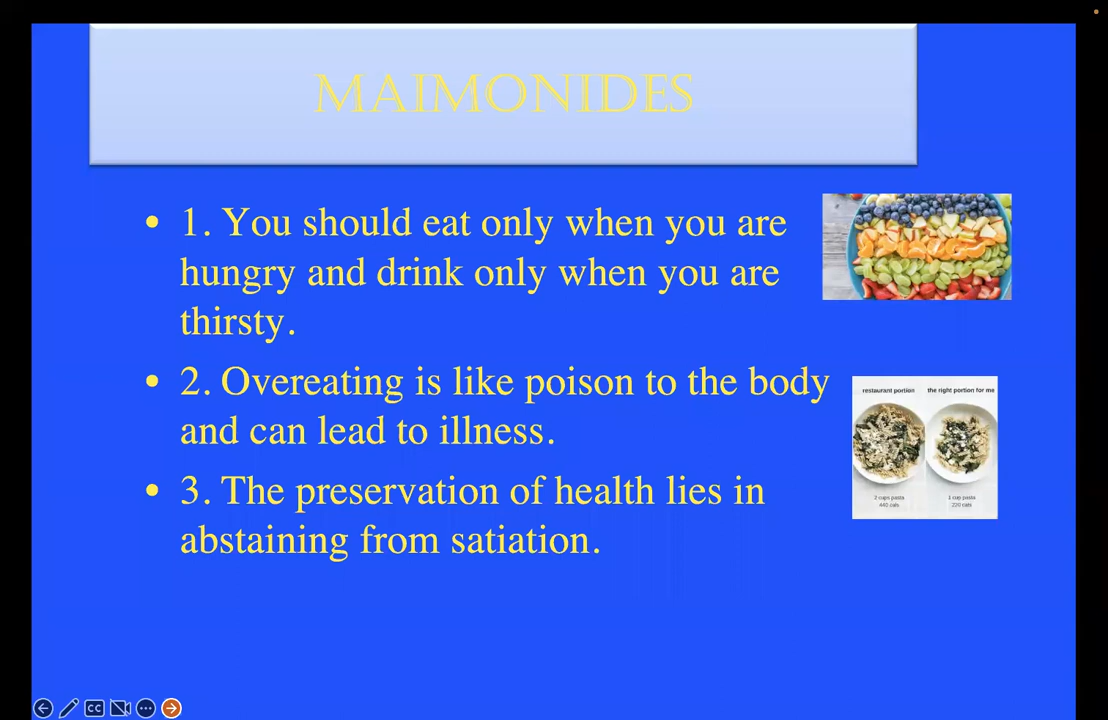 MAIMONIDES
• 1. You should eat only when you are
hungry and drink only when you are
thirsty.
• 2. Overeating is like poison to the body
and can lead to illness.
• 3. The preservation of health lies in
abstaining from satiation.
restaurant portion
the right portion for me
2 cups pasta
440 cals
1 cup pasta
220 cals
CC